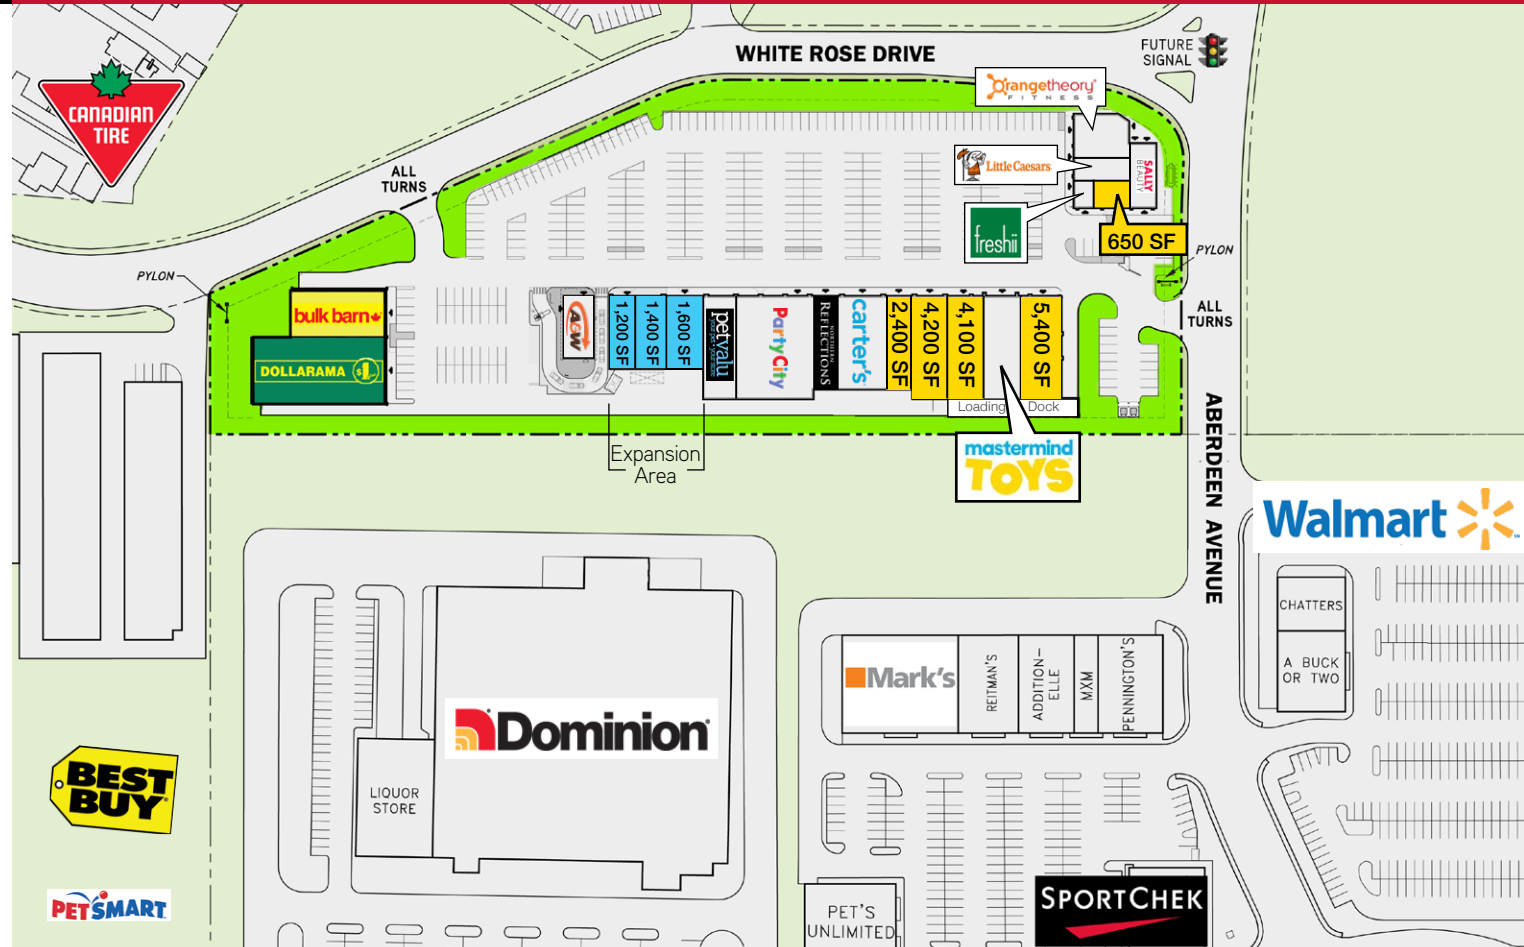 WHITE ROSE DRIVE
FUTURE
SIGNAL
CANADIAN
TIRE
Orangetheory
FITNESS
ALL
TURNS
Little Caesars
SALLY
BEAUTY
freshii
650 SF
PYLON
PYLON
ALL
TURNS
bulk barn
DOLLARAMA $1
A&W
1,200 SF
1,400 SF
1,600 SF
petvalu
PartyCity
NORTHERN
REFLECTIONS
carter's
2,400 SF
4,200 SF
4,100 SF
5,400 SF
Loading Dock
Expansion
Area
mastermind
TOYS
ABERDEEN AVENUE
Walmart
CHATTERS
A BUCK
OR TWO
Mark's
REITMAN'S
ADDITION-
ELLE
MXM
PENNINGTON'S
Dominion
LIQUOR
STORE
BEST
BUY
PETSMART
PET'S
UNLIMITED
SPORTCHEK